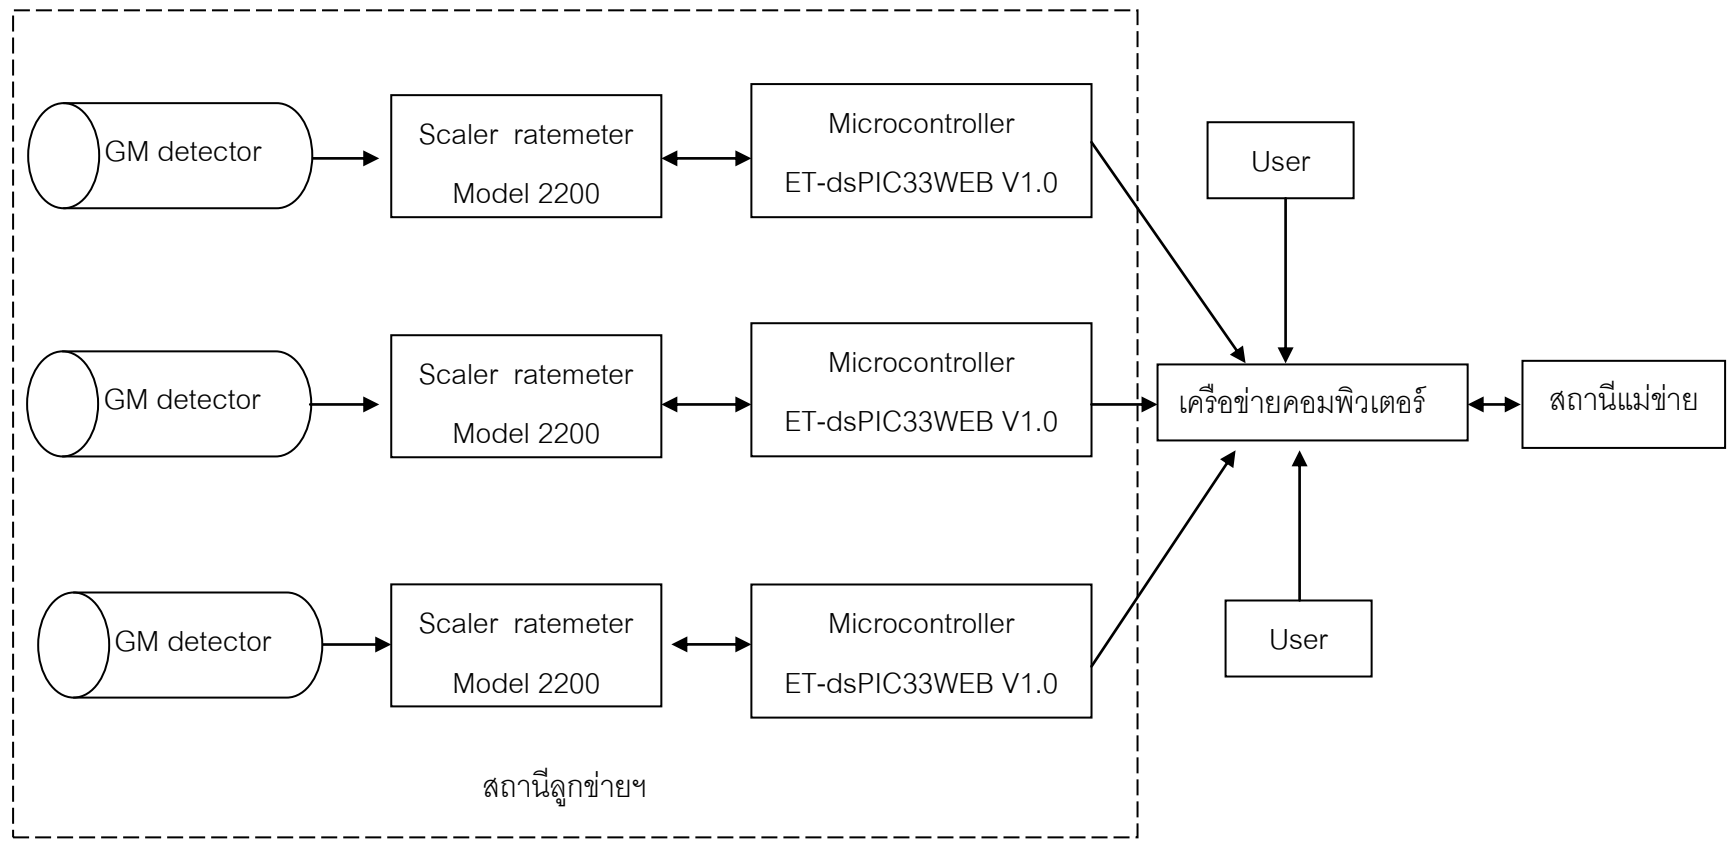 GM detector
Scaler ratemeter
Model 2200
Microcontroller
ET-dsPIC33WEB V1.0
User
GM detector
Scaler ratemeter
Model 2200
Microcontroller
ET-dsPIC33WEB V1.0
เครือข่ายคอมพิวเตอร์
สถานีแม่ข่าย
GM detector
Scaler ratemeter
Model 2200
Microcontroller
ET-dsPIC33WEB V1.0
User
สถานีลูกข่ายฯ